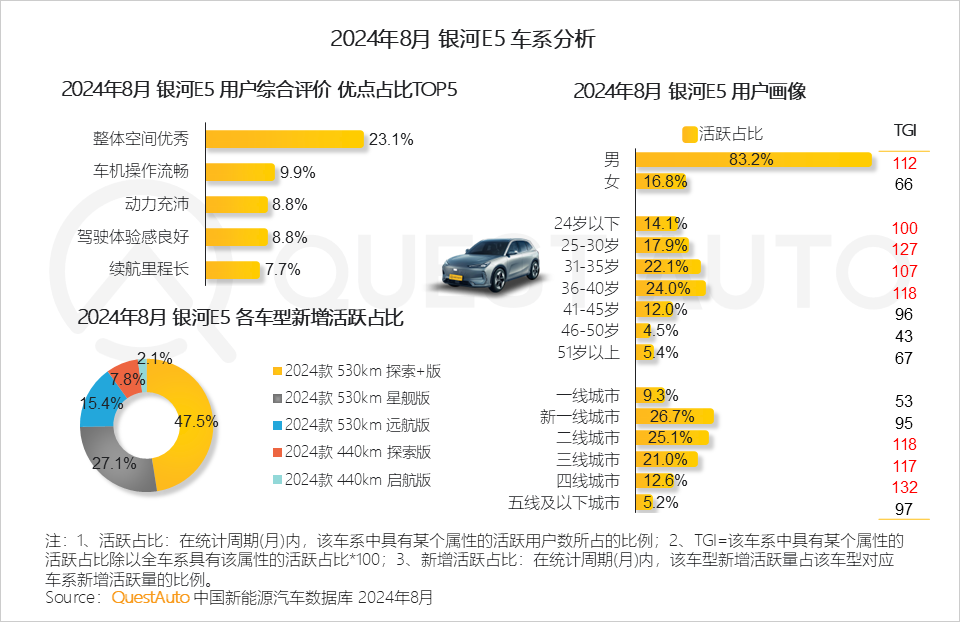 2024年8月 银河E5 车系分析
2024年8月 银河E5 用户综合评价 优点占比TOP5
整体空间优秀 23.1%
车机操作流畅 9.9%
动力充沛 8.8%
驾驶体验感良好 8.8%
续航里程长 7.7%
2024年8月 银河E5 各车型新增活跃占比
2.1%
7.8%
15.4%
47.5%
27.1%
2024款 530km 探索+版
2024款 530km 星舰版
2024款 530km 远航版
2024款 440km 探索版
2024款 440km 启航版
2024年8月 银河E5 用户画像
活跃占比 TGI
男 83.2% 112
女 16.8% 66
24岁以下 14.1% 100
25-30岁 17.9% 127
31-35岁 22.1% 107
36-40岁 24.0% 118
41-45岁 12.0% 96
46-50岁 4.5% 43
51岁以上 5.4% 67
一线城市 9.3% 53
新一线城市 26.7% 95
二线城市 25.1% 118
三线城市 21.0% 117
四线城市 12.6% 132
五线及以下城市 5.2% 97
QUEST AUTO
注：1、活跃占比：在统计周期(月)内，该车系中具有某个属性的活跃用户数所占的比例；2、TGI=该车系中具有某个属性的
活跃占比除以全车系具有该属性的活跃占比*100；3、新增活跃占比：在统计周期(月)内，该车型新增活跃量占该车型对应
车系新增活跃量的比例。
Source：QuestAuto 中国新能源汽车数据库 2024年8月